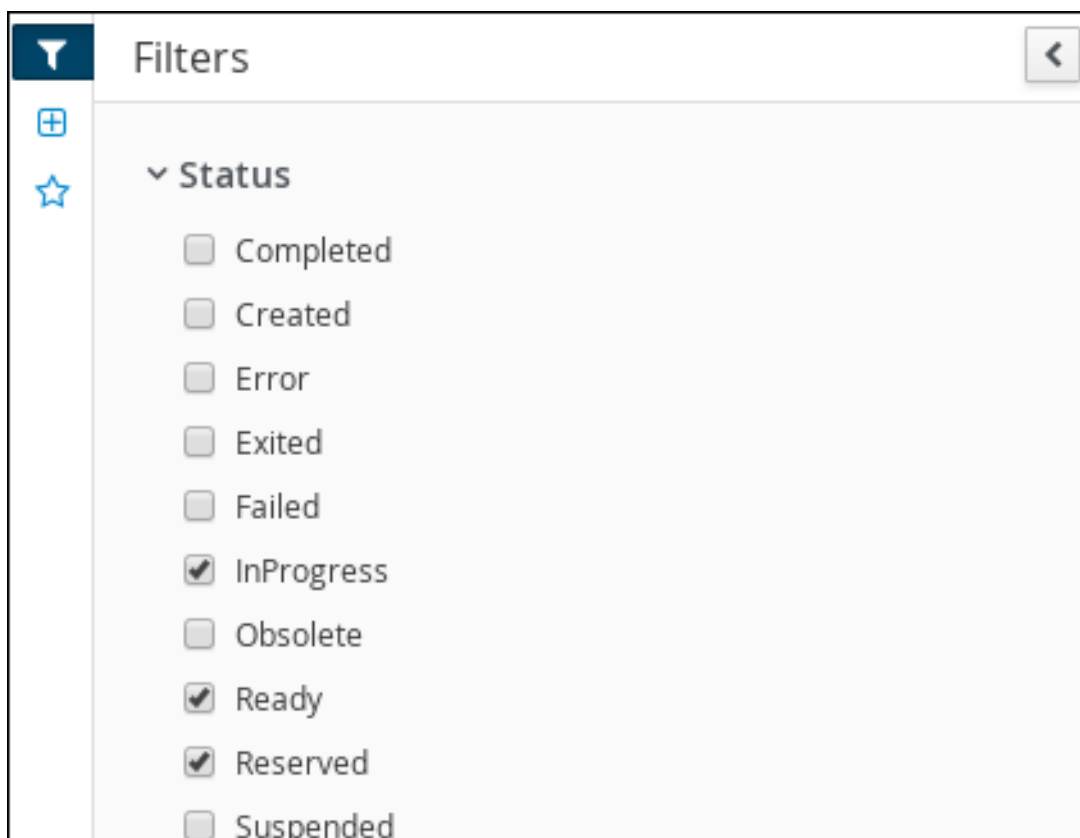 Filters
Status
Completed
Created
Error
Exited
Failed
InProgress
Obsolete
Ready
Reserved
Suspended